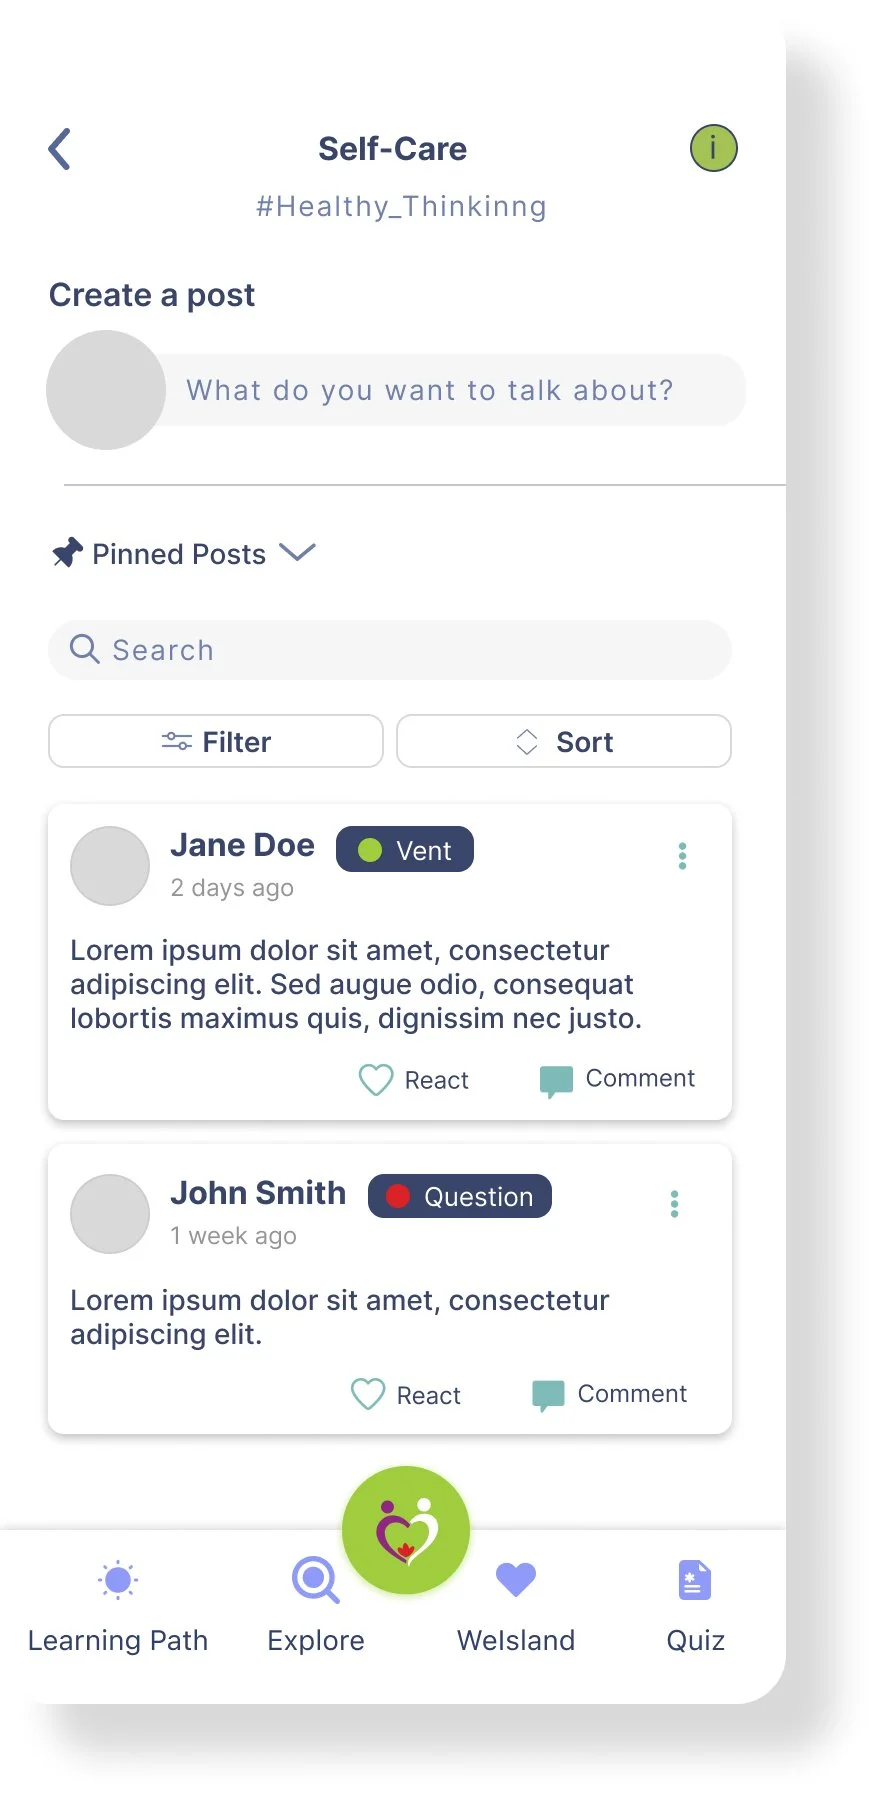 Self-Care
i
#Healthy_Thinkinng
Create a post
What do you want to talk about?
Pinned Posts
Search
Filter
Sort
Jane Doe
Vent
2 days ago
Lorem ipsum dolor sit amet, consectetur
adipiscing elit. Sed augue odio, consequat
lobortis maximus quis, dignissim nec justo.
React
Comment
John Smith
Question
1 week ago
Lorem ipsum dolor sit amet, consectetur
adipiscing elit.
React
Comment
Learning Path
Explore
WeIsland
Quiz